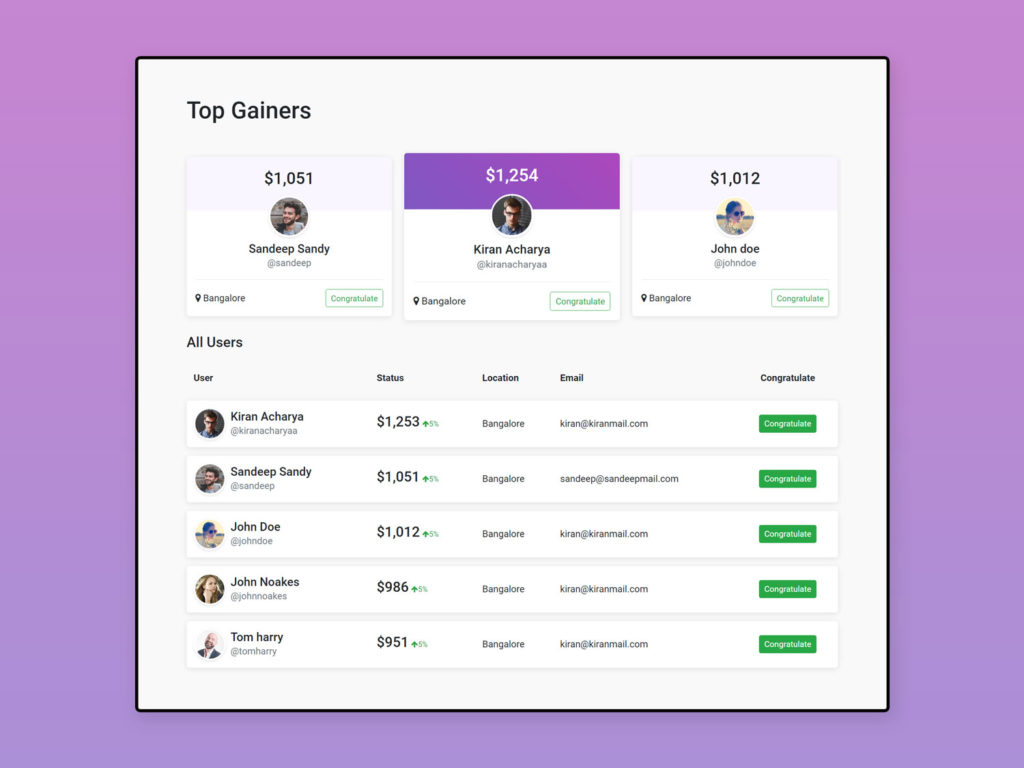 Top Gainers
$1,051
$1,254
$1,012
Sandeep Sandy
@sandeep
Kiran Acharya
@kiranacharyaa
John doe
@johndoe
Bangalore Congratulate
Bangalore Congratulate
Bangalore Congratulate
All Users
User Status Location Email Congratulate
Kiran Acharya
@kiranacharyaa
$1,253 5% Bangalore kiran@kiranmail.com Congratulate
Sandeep Sandy
@sandeep
$1,051 5% Bangalore sandeep@sandeepmail.com Congratulate
John Doe
@johndoe
$1,012 5% Bangalore kiran@kiranmail.com Congratulate
John Noakes
@johnnoakes
$986 5% Bangalore kiran@kiranmail.com Congratulate
Tom harry
@tomharry
$951 5% Bangalore kiran@kiranmail.com Congratulate